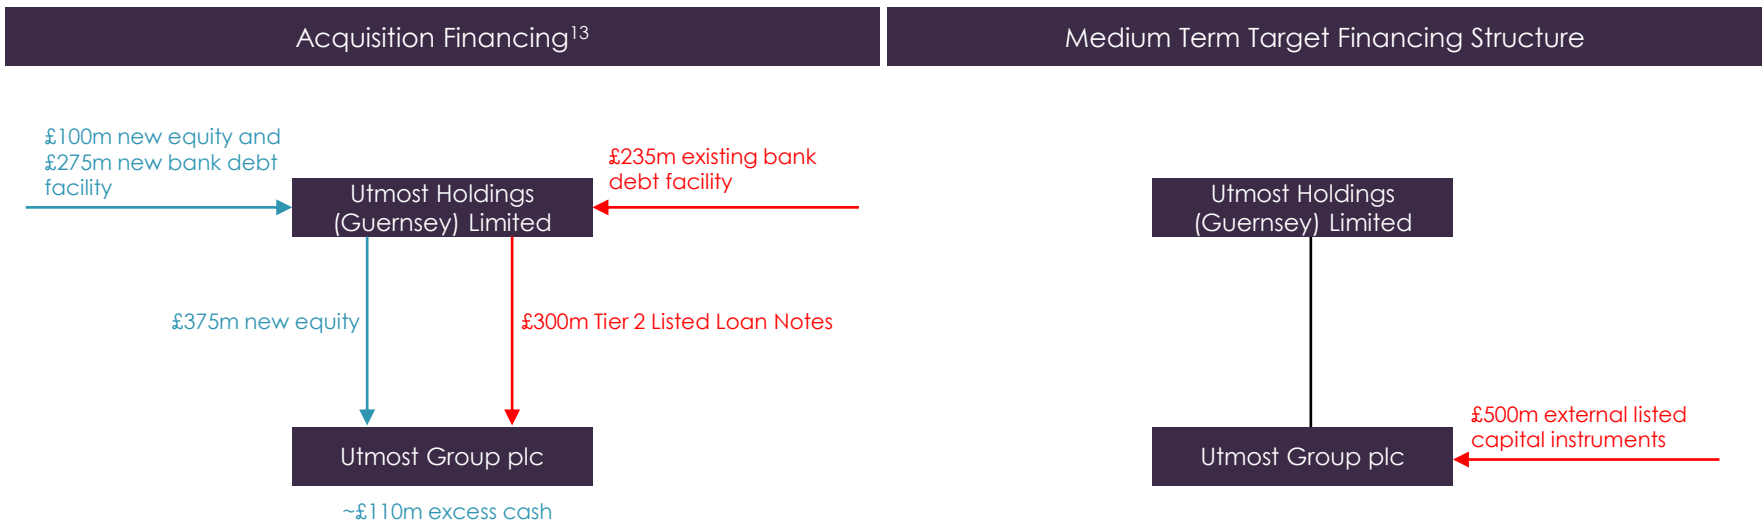 Acquisition Financing¹³
Medium Term Target Financing Structure
£100m new equity and
£275m new bank debt
facility
£235m existing bank
debt facility
Utmost Holdings
(Guernsey) Limited
£375m new equity
£300m Tier 2 Listed Loan Notes
Utmost Group plc
~£110m excess cash
Utmost Holdings
(Guernsey) Limited
£500m external listed
capital instruments
Utmost Group plc